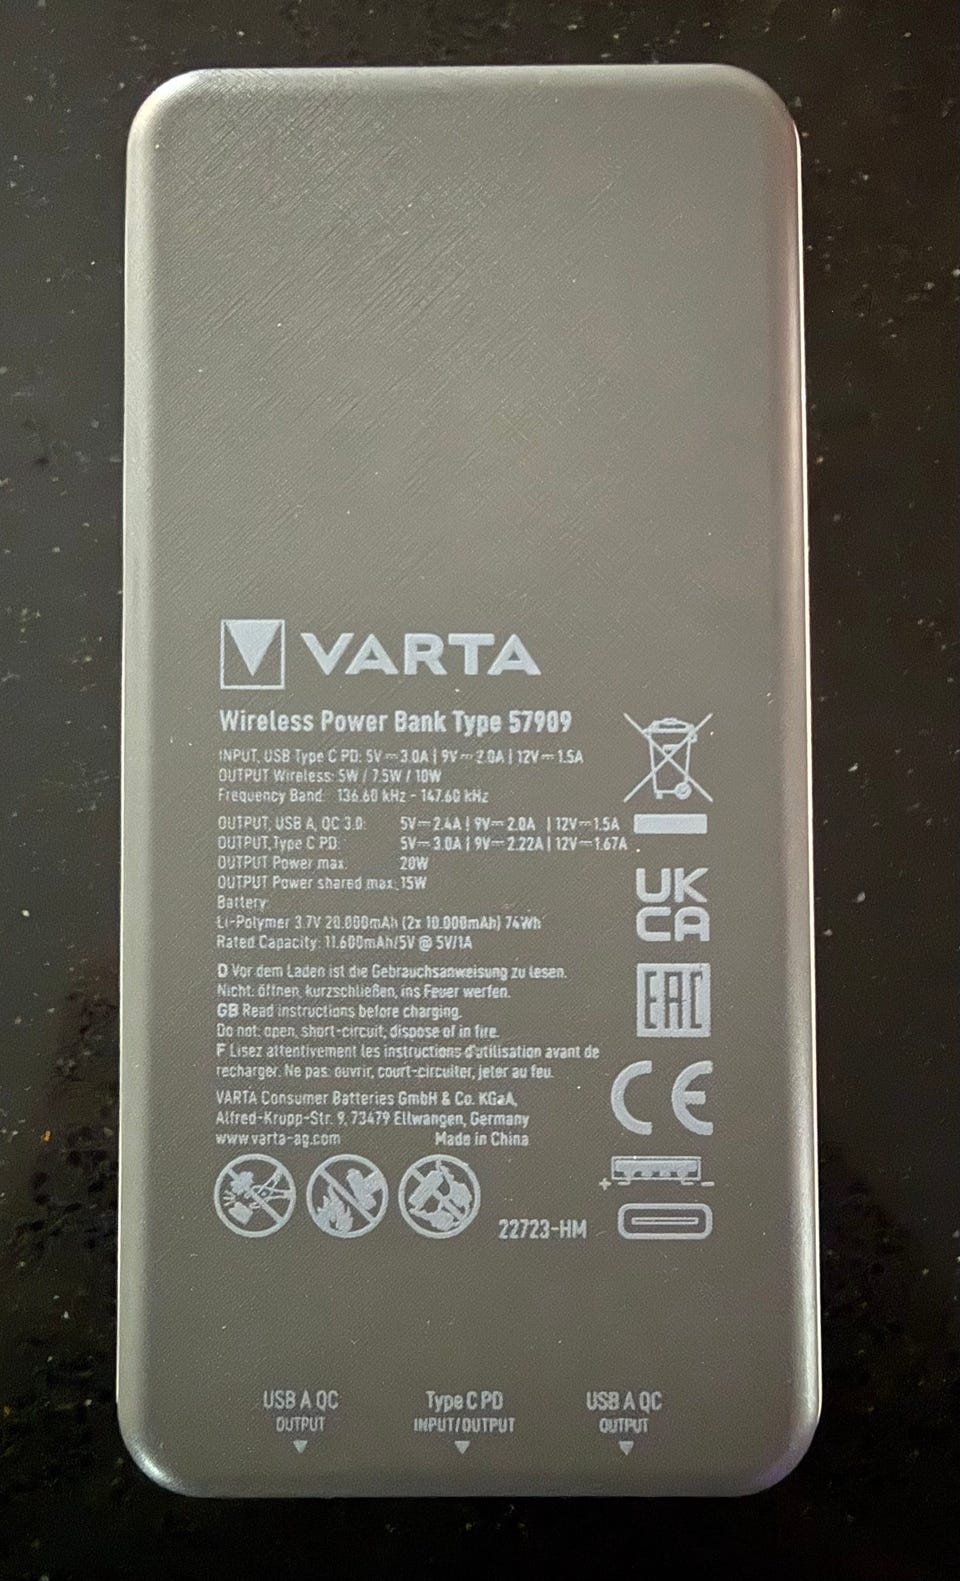 VARTA
Wireless Power Bank Type 57909
INPUT, USB Type C PD: 5V⎓3.0A | 9V⎓2.0A | 12V⎓1.5A
OUTPUT Wireless: 5W / 7.5W / 10W
Frequency Band: 136.60 kHz - 147.60 kHz
OUTPUT, USB A, QC 3.0: 5V⎓2.4A | 9V⎓2.0A | 12V⎓1.5A
OUTPUT, Type C PD: 5V⎓3.0A | 9V⎓2.22A | 12V⎓1.67A
OUTPUT Power max. 20W
OUTPUT Power shared max: 15W
Battery:
Li-Polymer 3.7V 20.000mAh (2x 10.000mAh) 74Wh
Rated Capacity: 11.600mAh/5V @ 5V/1A
D Vor dem Laden ist die Gebrauchsanweisung zu lesen.
Nicht: öffnen, kurzschließen, ins Feuer werfen.
GB Read instructions before charging.
Do not: open, short-circuit, dispose of in fire.
F Lisez attentivement les instructions d'utilisation avant de
recharger. Ne pas: ouvrir, court-circuiter, jeter au feu.
VARTA Consumer Batteries GmbH & Co. KGaA,
Alfred-Krupp-Str. 9, 73479 Ellwangen, Germany
www.varta-ag.com Made in China
UK
CA
EAC
CE
+ -
22723-HM
USB A QC
OUTPUT
Type C PD
INPUT/OUTPUT
USB A QC
OUTPUT